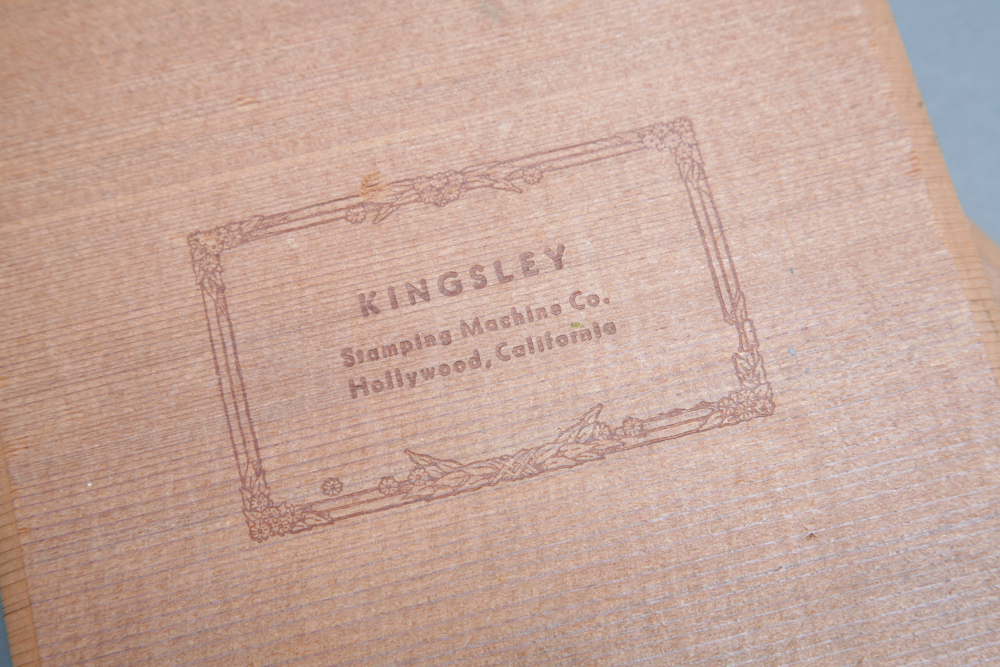 KINGSLEY
Stamping Machine Co.
Hollywood, California